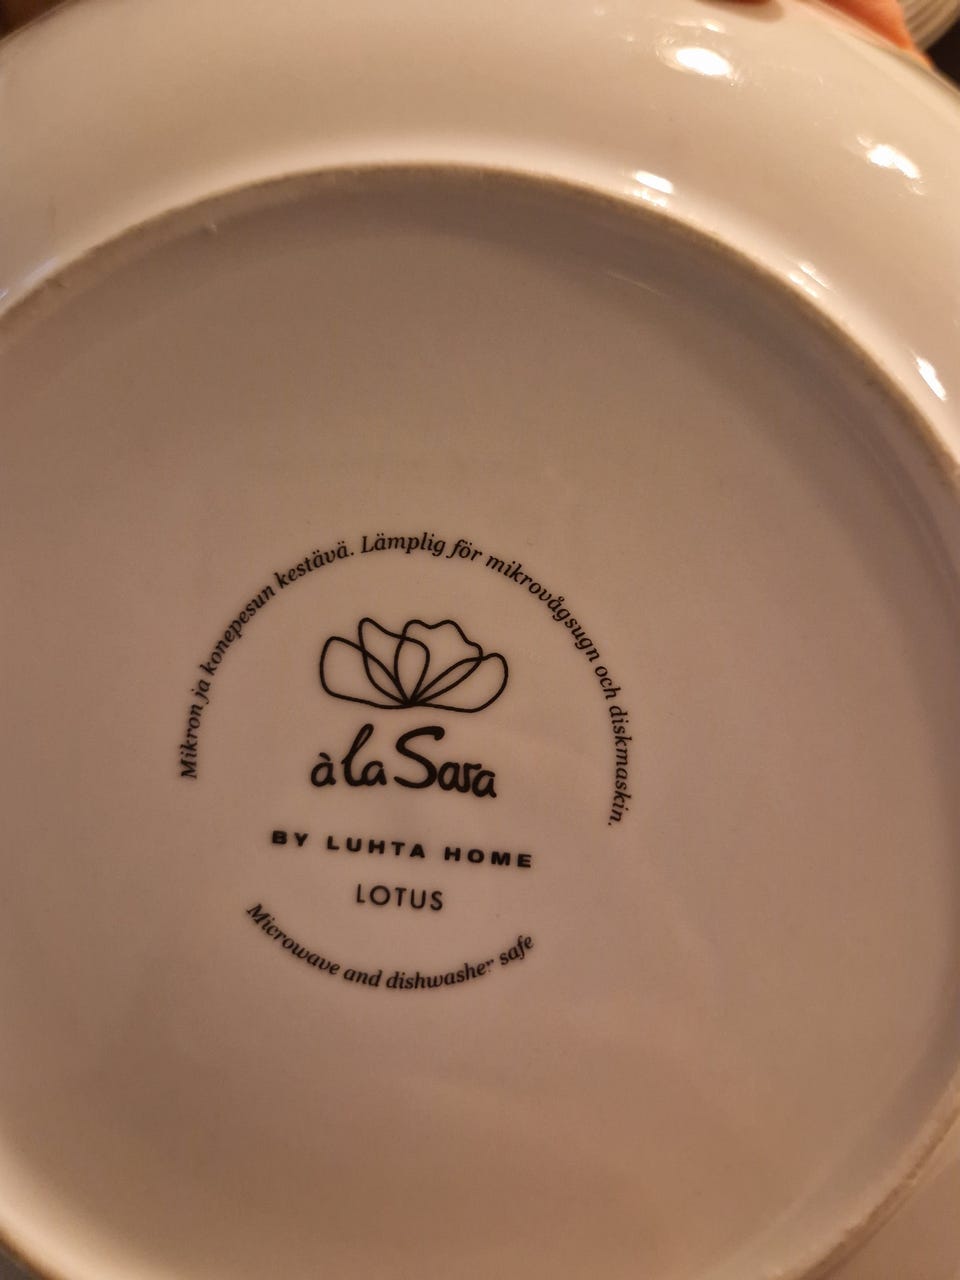 Mikron ja konepesun kestävä. Lämplig för mikrovågsugn och diskmaskin.
à la Sara
BY LUHTA HOME
LOTUS
Microwave and dishwasher safe